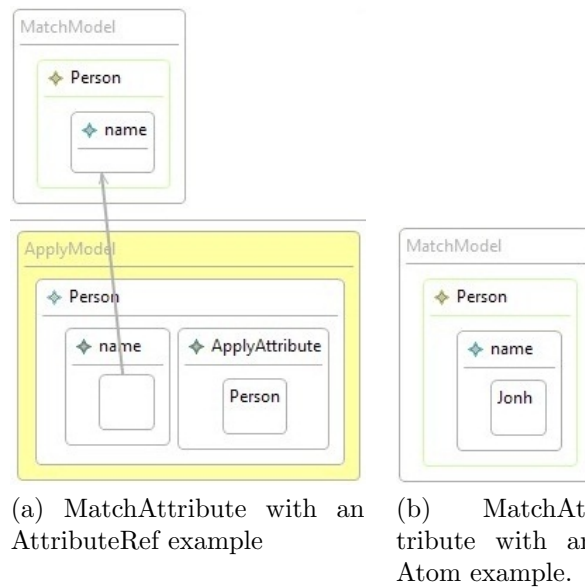 MatchModel
Person
name
ApplyModel
Person
name
ApplyAttribute
Person
(a) MatchAttribute with an
AttributeRef example
MatchModel
Person
name
Jonh
(b) MatchAt
tribute with an
Atom example.